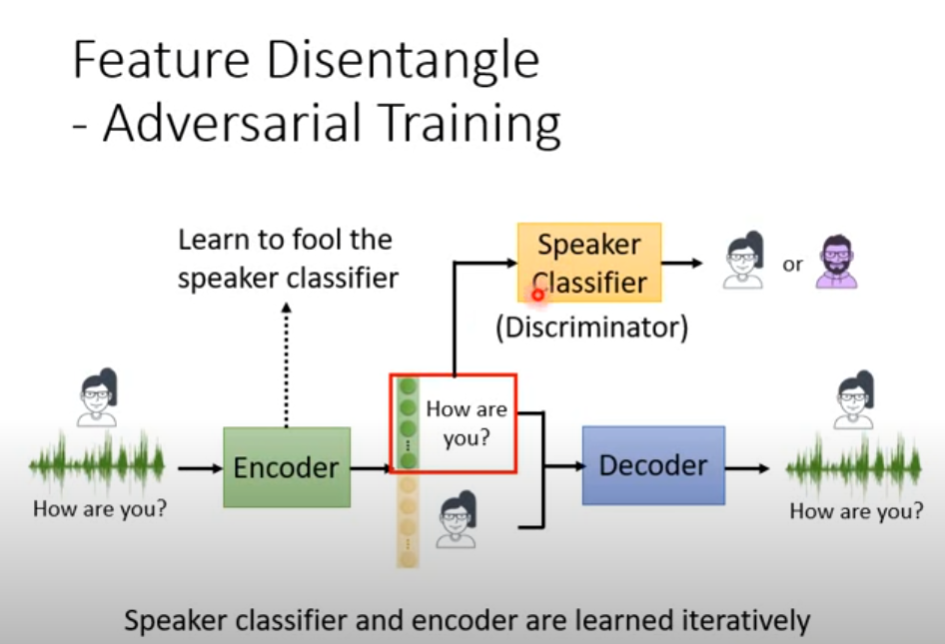 Feature Disentangle
- Adversarial Training
Learn to fool the
speaker classifier
Speaker
Classifier
or
(Discriminator)
How are
you?
Encoder
Decoder
How are you?
How are you?
Speaker classifier and encoder are learned iteratively